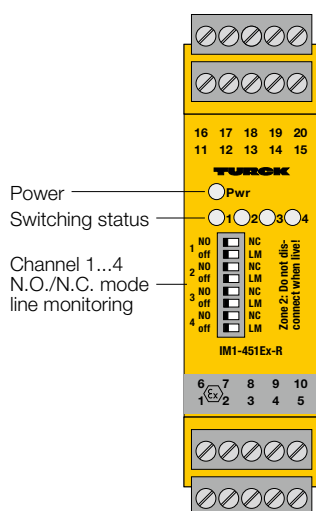 16 17 18 19 20
11 12 13 14 15
TURCK
Power
Pwr
Switching status
1 2 3 4
Channel 1...4
N.O./N.C. mode
line monitoring
1 NO NC
off LM
2 NO NC
off LM
3 NO NC
off LM
4 NO NC
off LM
Zone 2: Do not dis-
connect when live!
IM1-451Ex-R
6 7 8 9 10
Ex
1 2 3 4 5